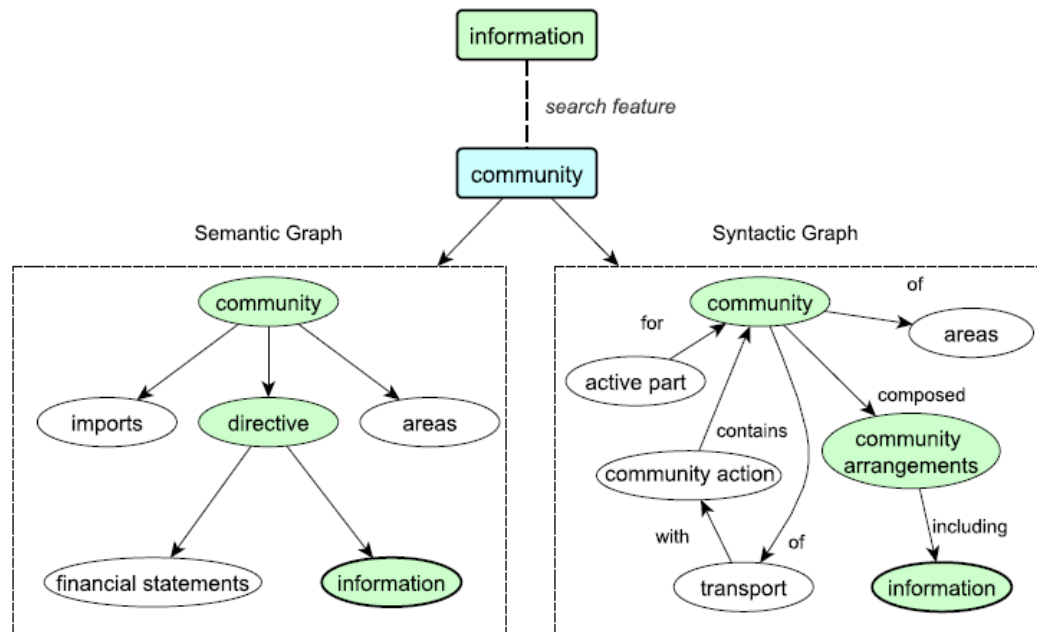 information
search feature
community
Semantic Graph
Syntactic Graph
community
imports
directive
areas
financial statements
information
community
of
for
areas
active part
composed
contains
community
arrangements
community action
including
with
of
transport
information